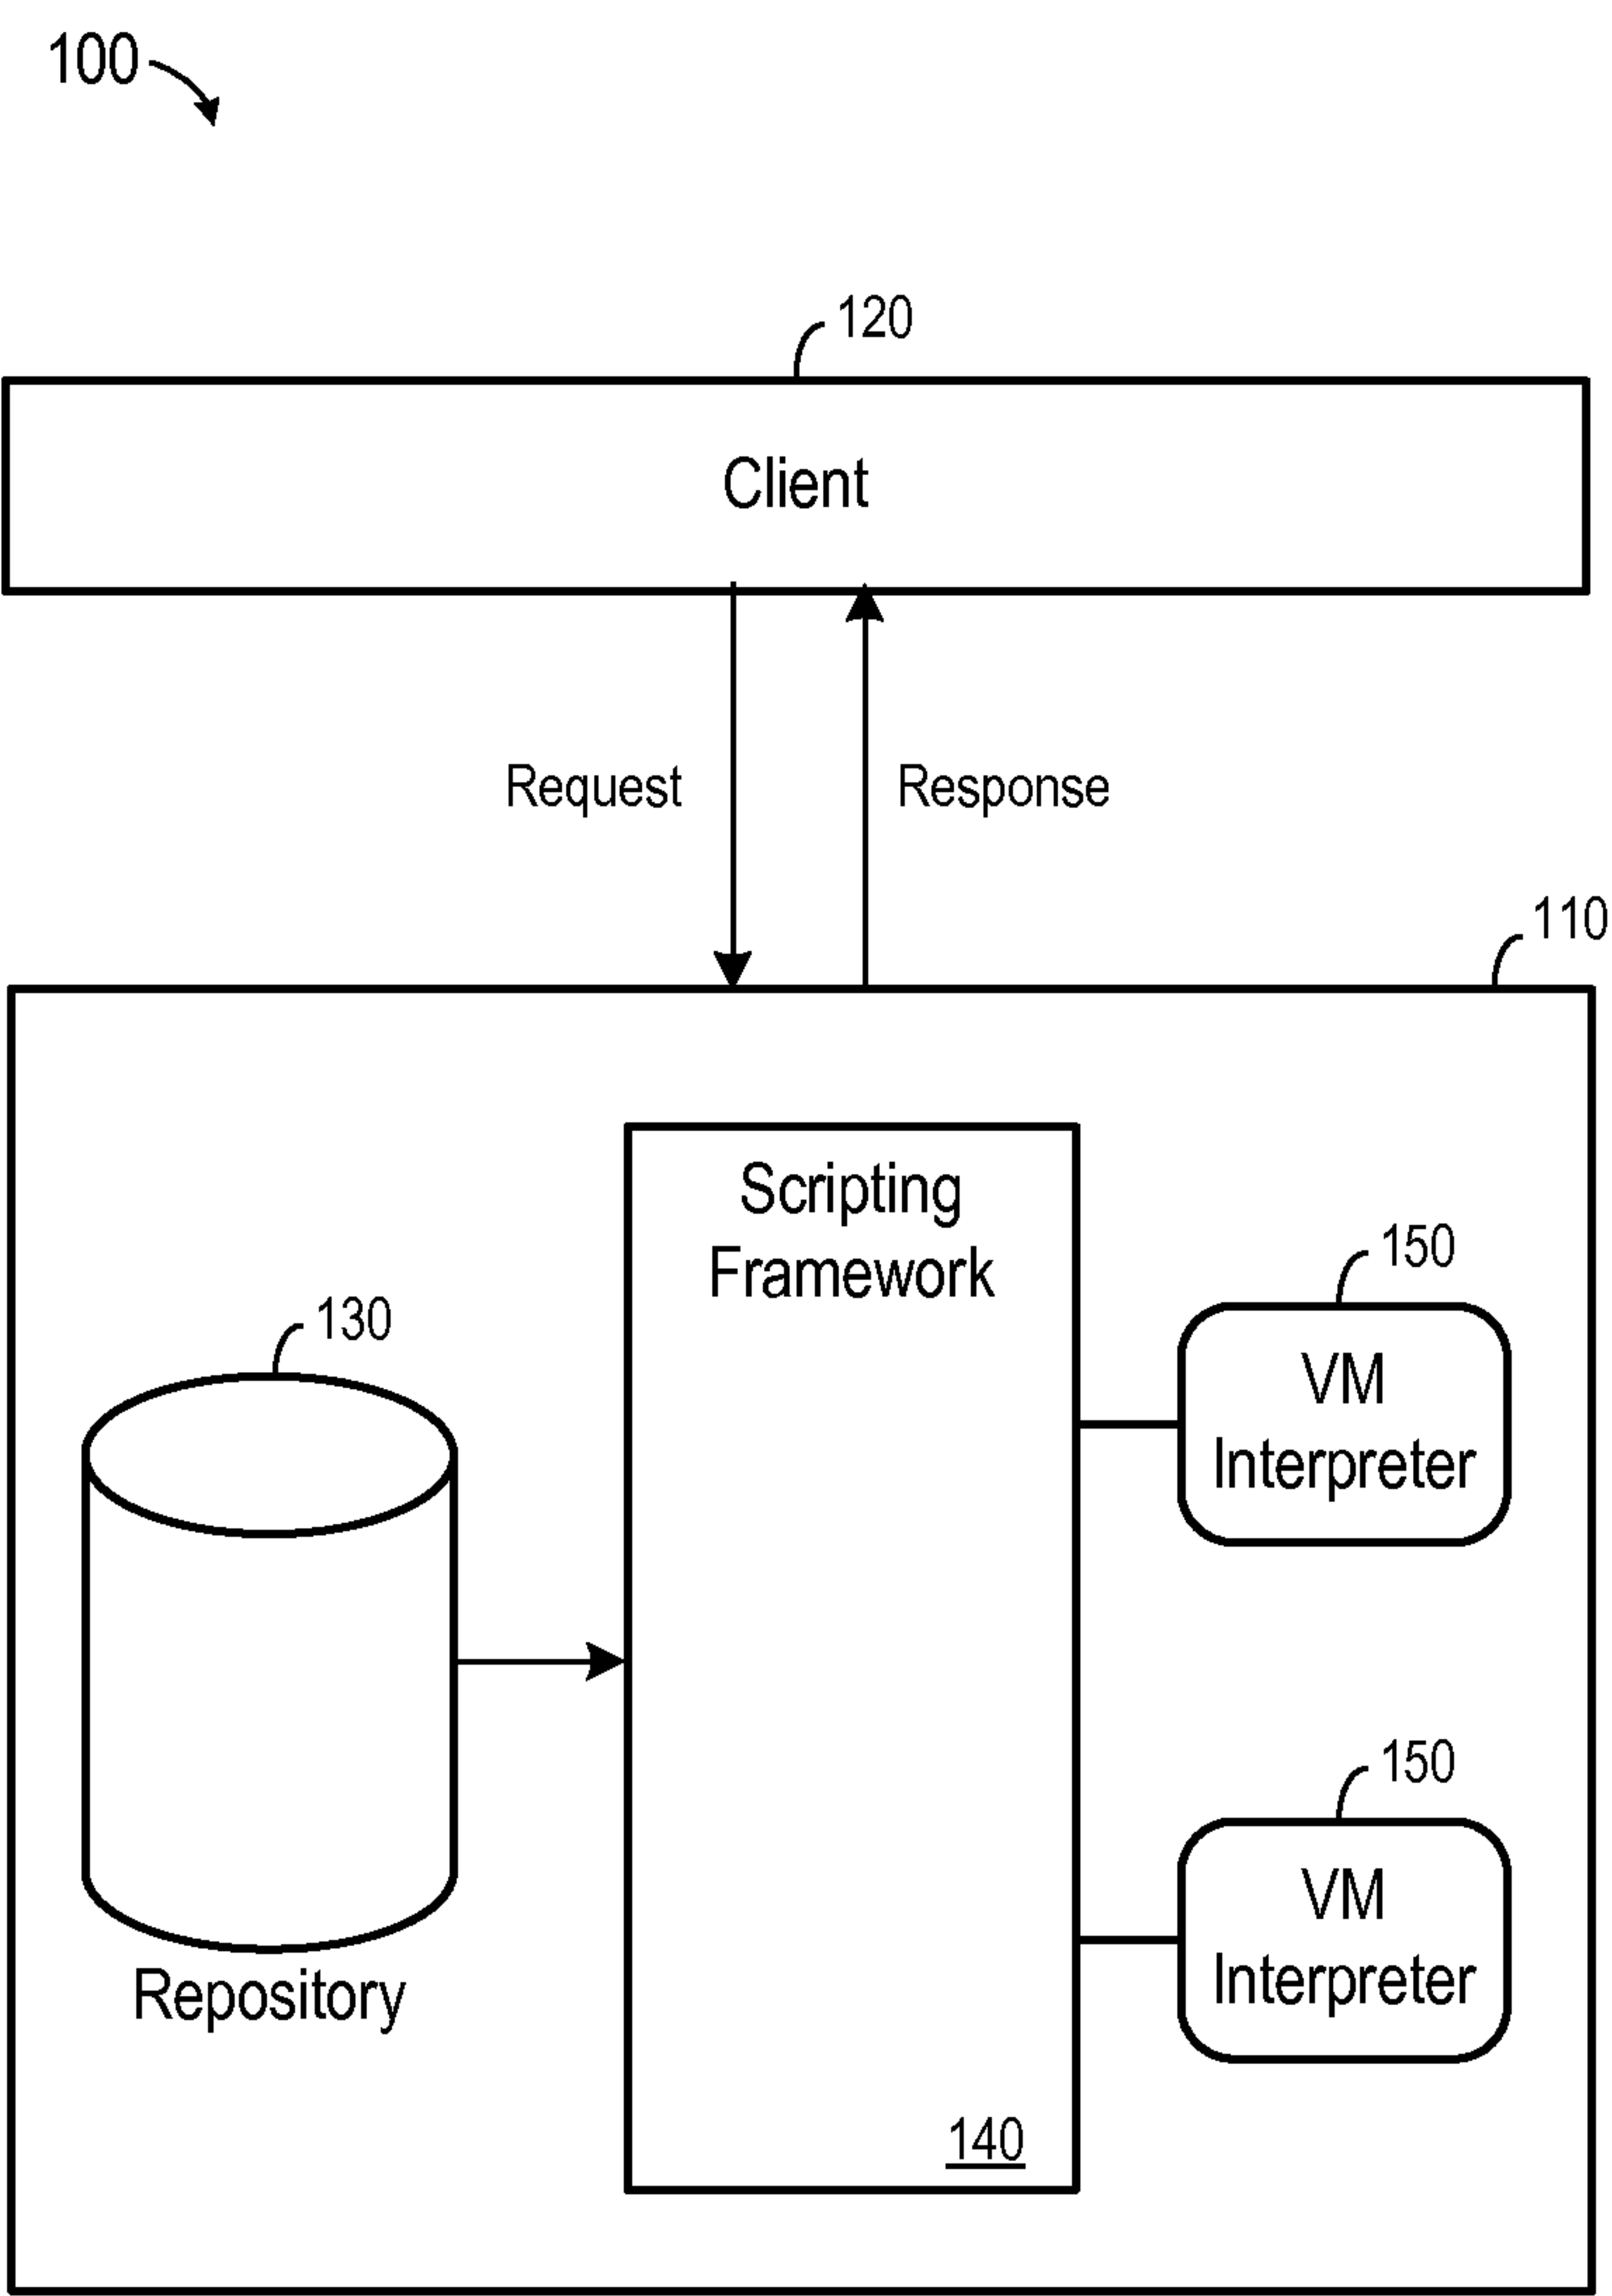 100
120
Client
Request
Response
110
Scripting
Framework
150
VM
Interpreter
130
150
VM
Interpreter
Repository
140